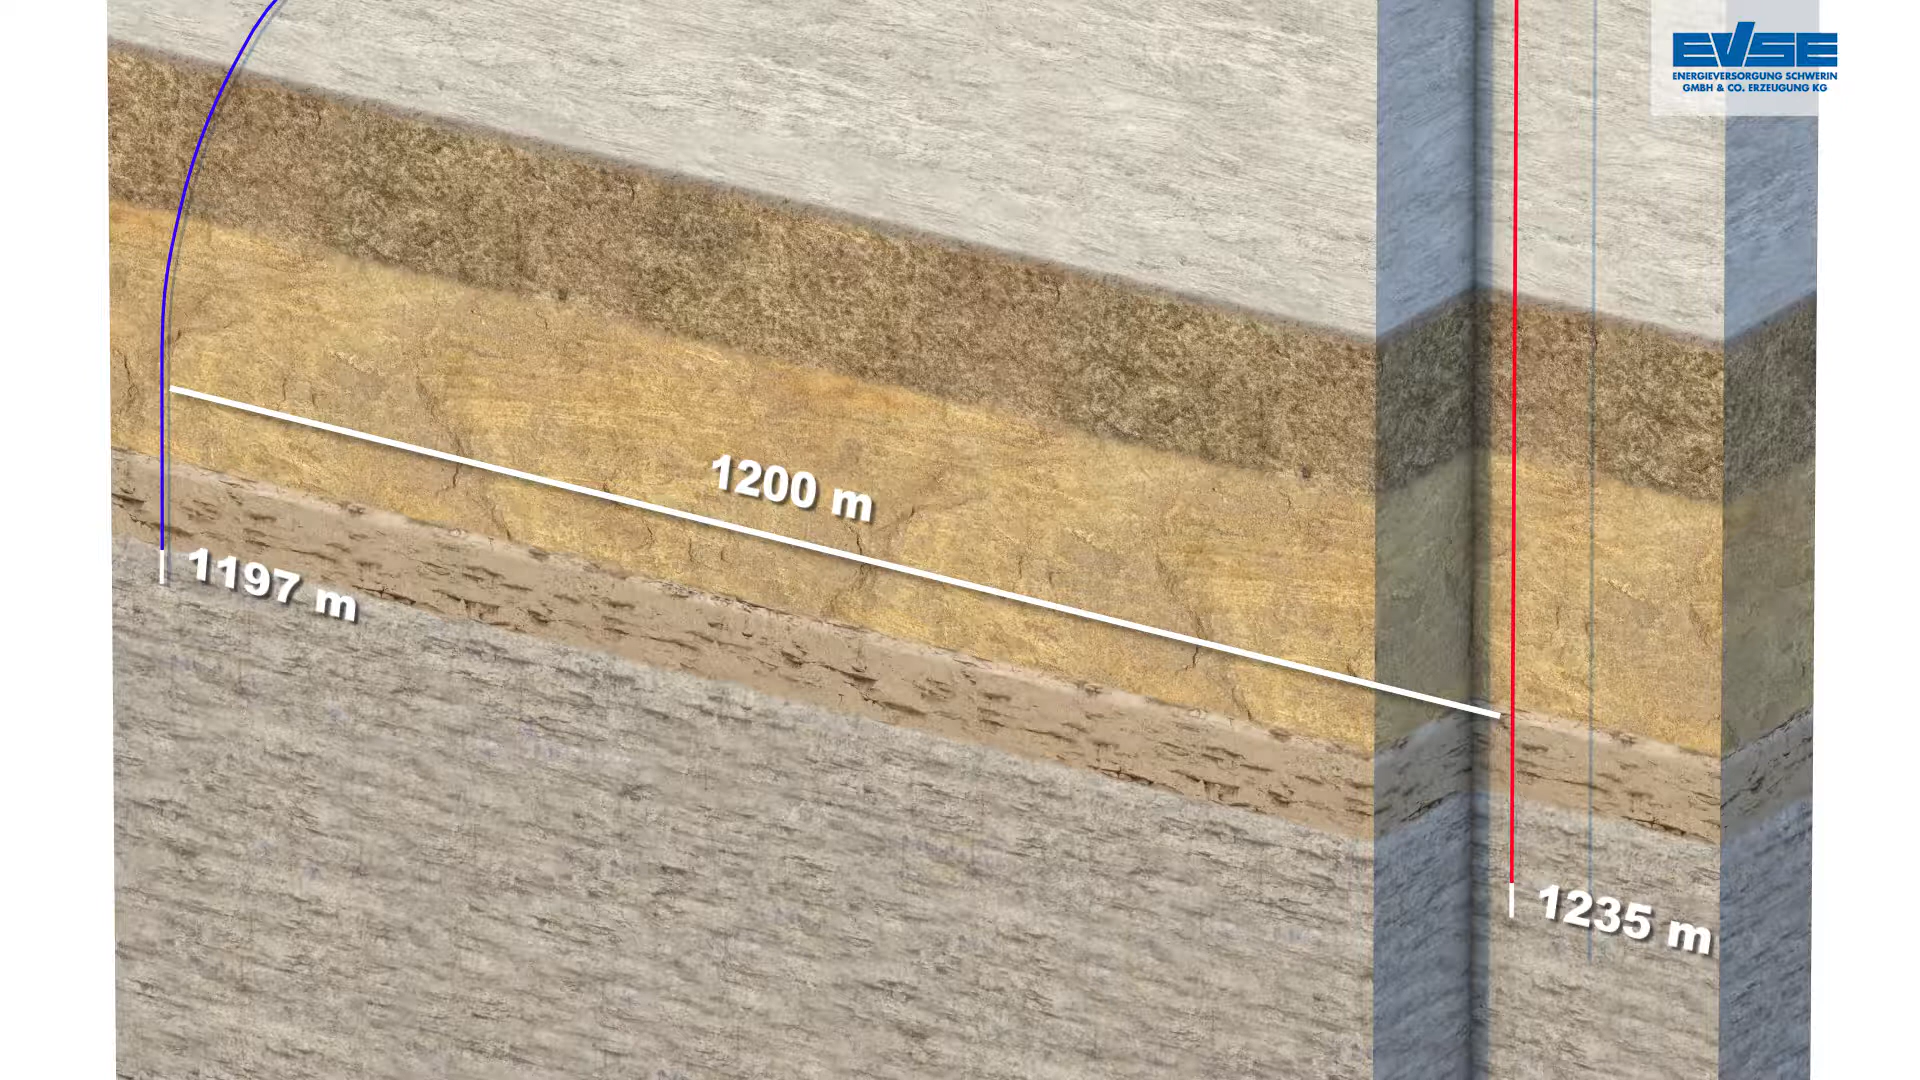 EVSE
ENERGIEVERSORGUNG SCHWERIN
GMBH & CO. ERZEUGUNG KG
1200 m
1197 m
1235 m